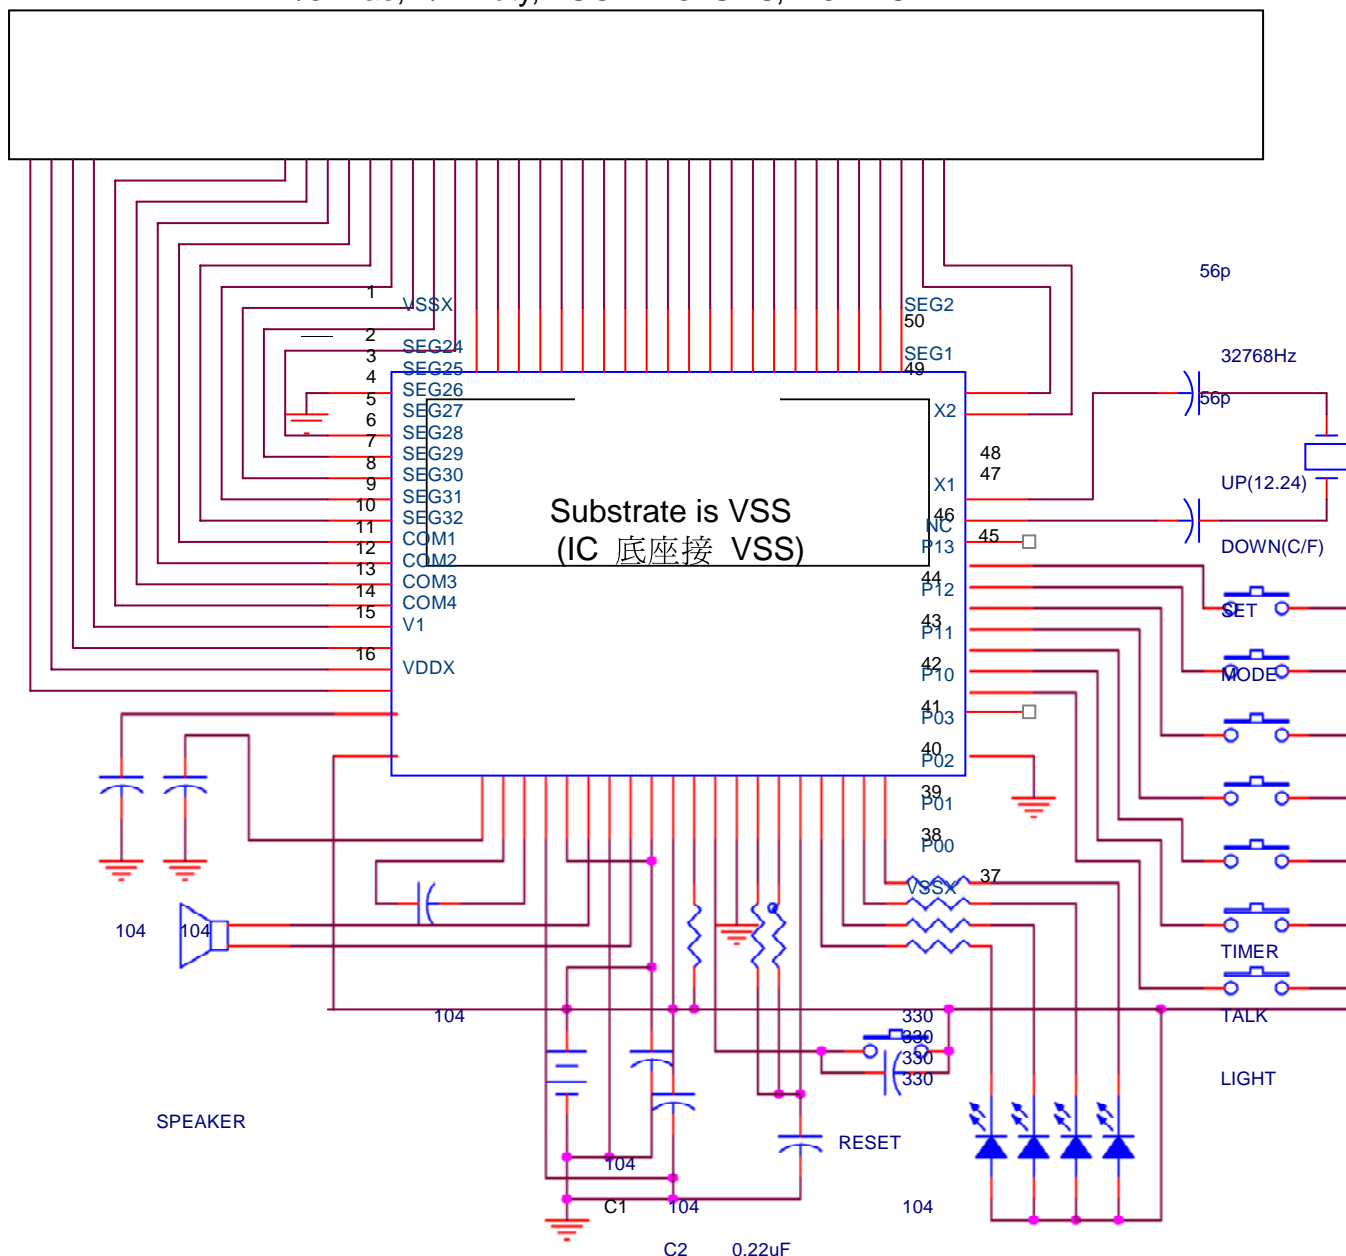 56p
1
VSSX
SEG2
50
2
SEG24
SEG1
32768Hz
3
SEG25
49
4
SEG26
56p
5
SEG27
X2
6
SEG28
7
SEG29
48
8
SEG30
47
9
SEG31
X1
UP(12.24)
10
SEG32
Substrate is VSS
46
11
COM1
NC
45
12
COM2
(IC 底座接 VSS)
P13
DOWN(C/F)
13
COM3
44
14
COM4
P12
15
V1
43
P11
SET
16
VDDX
42
P10
MODE
41
P03
40
P02
39
P01
38
P00
37
VSSX
104
104
TIMER
104
330
TALK
330
330
330
LIGHT
SPEAKER
RESET
104
C1
104
104
C2
0.22uF